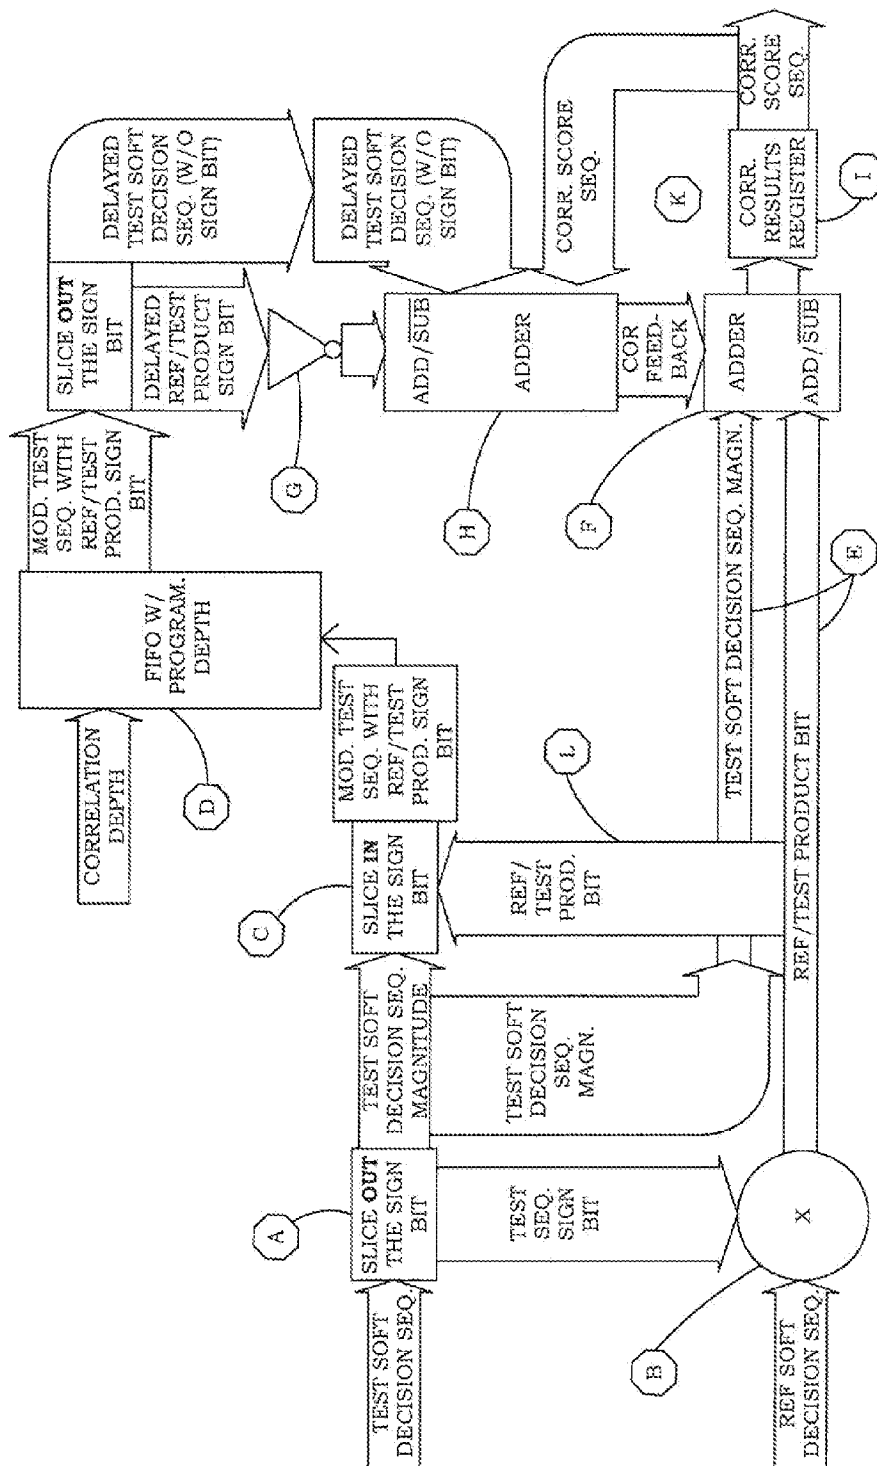 MOD. TEST
SEQ. WITH
REF/TEST
PROD. SIGN
BIT
SLICE OUT
THE SIGN
BIT
DELAYED
TEST SOFT
DECISION
SEQ. (W/O
SIGN BIT)
CORRELATION
DEPTH
FIFO W/
PROGRAM.
DEPTH
DELAYED
REF/TEST
PRODUCT
SIGN BIT
D
G
A
C
TEST SOFT
DECISION SEQ.
SLICE OUT
THE SIGN
BIT
TEST SOFT
DECISION SEQ.
MAGNITUDE
SLICE IN
THE SIGN
BIT
MOD. TEST
SEQ. WITH
REF/TEST
PROD. SIGN
BIT
DELAYED
TEST SOFT
DECISION
SEQ. (W/O
SIGN BIT)
ADD/SUB
ADDER
H
TEST
SEQ.
SIGN
BIT
TEST SOFT
DECISION
SEQ.
MAGN.
REF/
TEST
PROD.
BIT
L
F
CORR. SCORE
SEQ.
COR
FEED-
BACK
B
K
TEST SOFT DECISION SEQ. MAGN.
ADDER
ADD/SUB
REF SOFT
DECISION SEQ.
X
REF/TEST PRODUCT BIT
CORR.
RESULTS
REGISTER
CORR.
SCORE
SEQ.
E
I